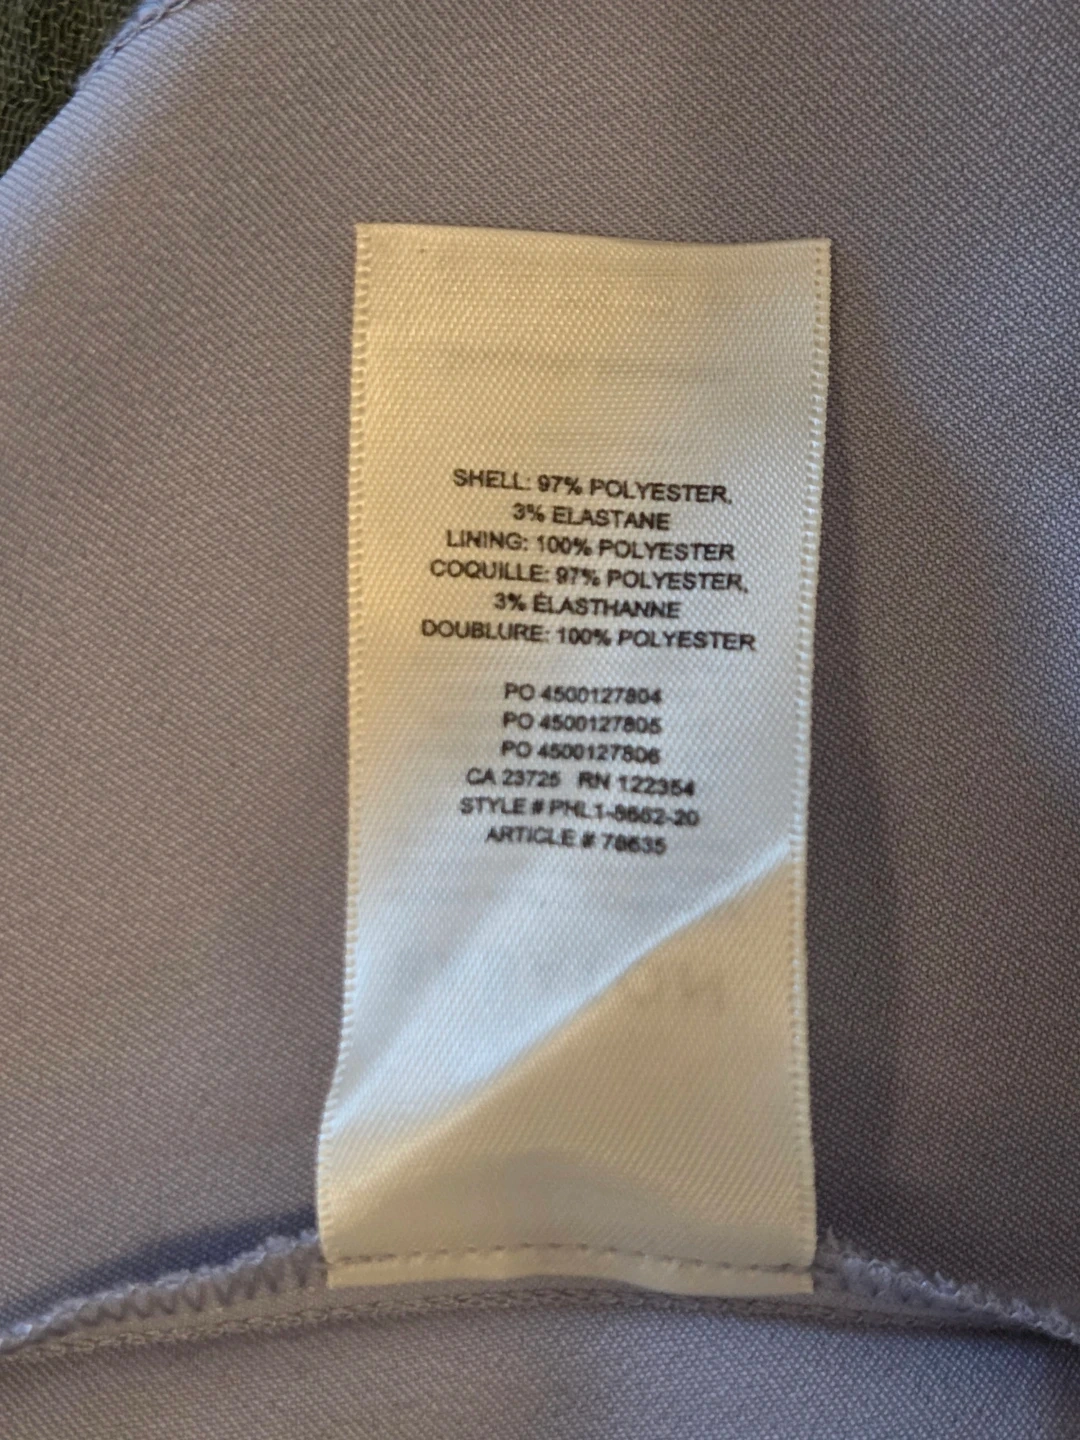 SHELL: 97% POLYESTER,
3% ELASTANE
LINING: 100% POLYESTER
COQUILLE: 97% POLYESTER,
3% ÉLASTHANNE
DOUBLURE: 100% POLYESTER
PO 4500127804
PO 4500127805
PO 4500127806
CA 23725 RN 122354
STYLE # PHL1-8662-20
ARTICLE # 78635